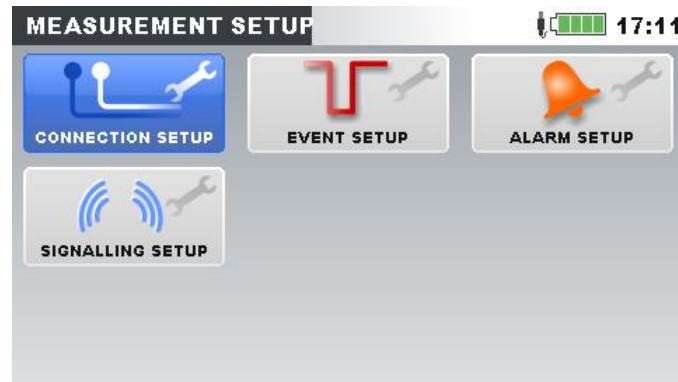 MEASUREMENT SETUP
17:11
CONNECTION SETUP
EVENT SETUP
ALARM SETUP
SIGNALLING SETUP